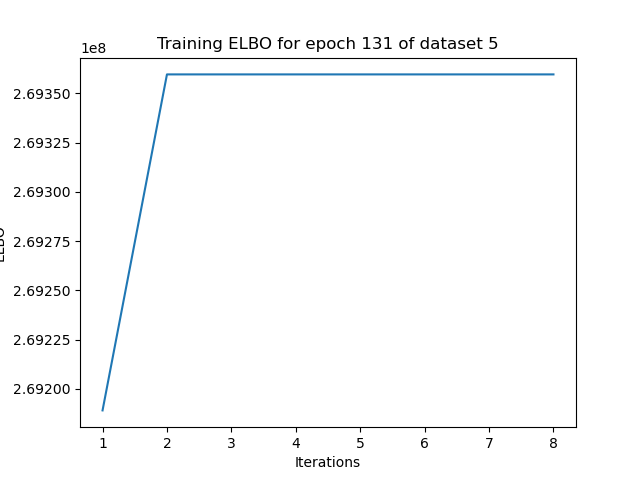 Training ELBO for epoch 131 of dataset 5
1e8
2.69350
2.69325
2.69300
2.69275
2.69250
2.69225
2.69200
ELBO
1 2 3 4 5 6 7 8
Iterations